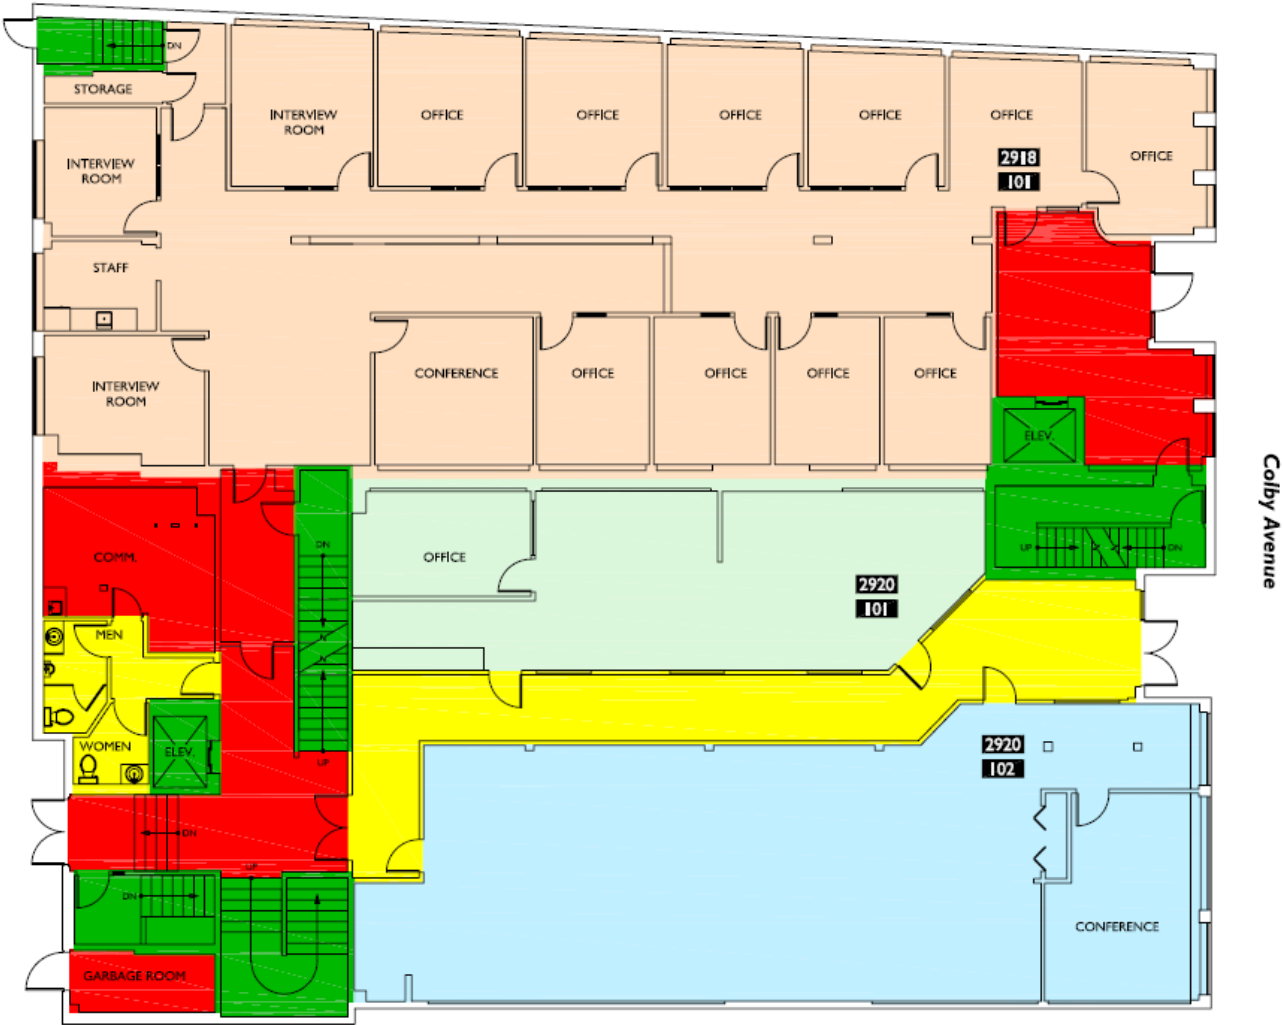 DN
STORAGE
INTERVIEW
ROOM
OFFICE
OFFICE
OFFICE
OFFICE
OFFICE
OFFICE
2918
101
INTERVIEW
ROOM
STAFF
INTERVIEW
ROOM
CONFERENCE
OFFICE
OFFICE
OFFICE
OFFICE
ELEV.
Colby Avenue
COMM.
DN
OFFICE
2920
101
UP
DN
MEN
WOMEN
ELEV.
UP
2920
102
DN
UP
DN
CONFERENCE
GARBAGE ROOM